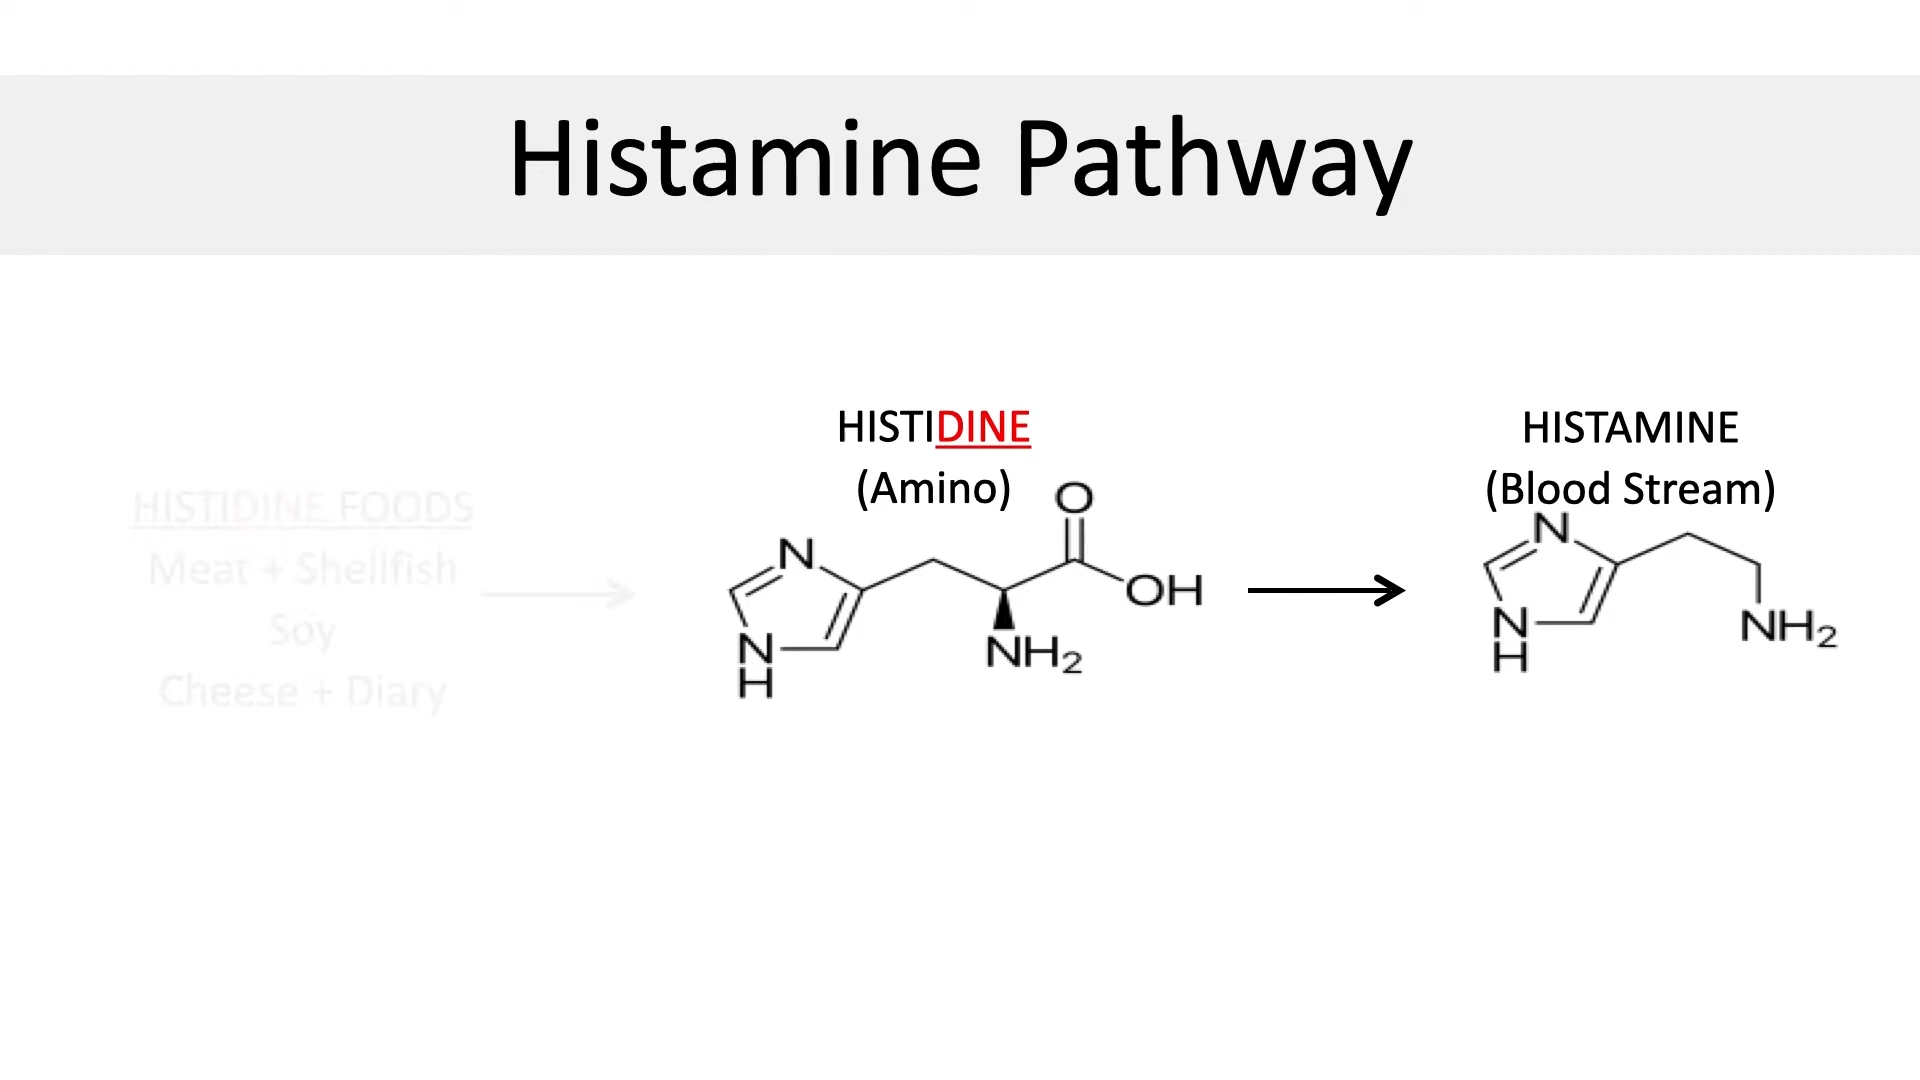 Histamine Pathway
HISTIDINE FOODS
Meat + Shellfish
Soy
Cheese + Diary
HISTIDINE
(Amino)
N
N
H
O
OH
NH₂
HISTAMINE
(Blood Stream)
N
N
H
NH₂